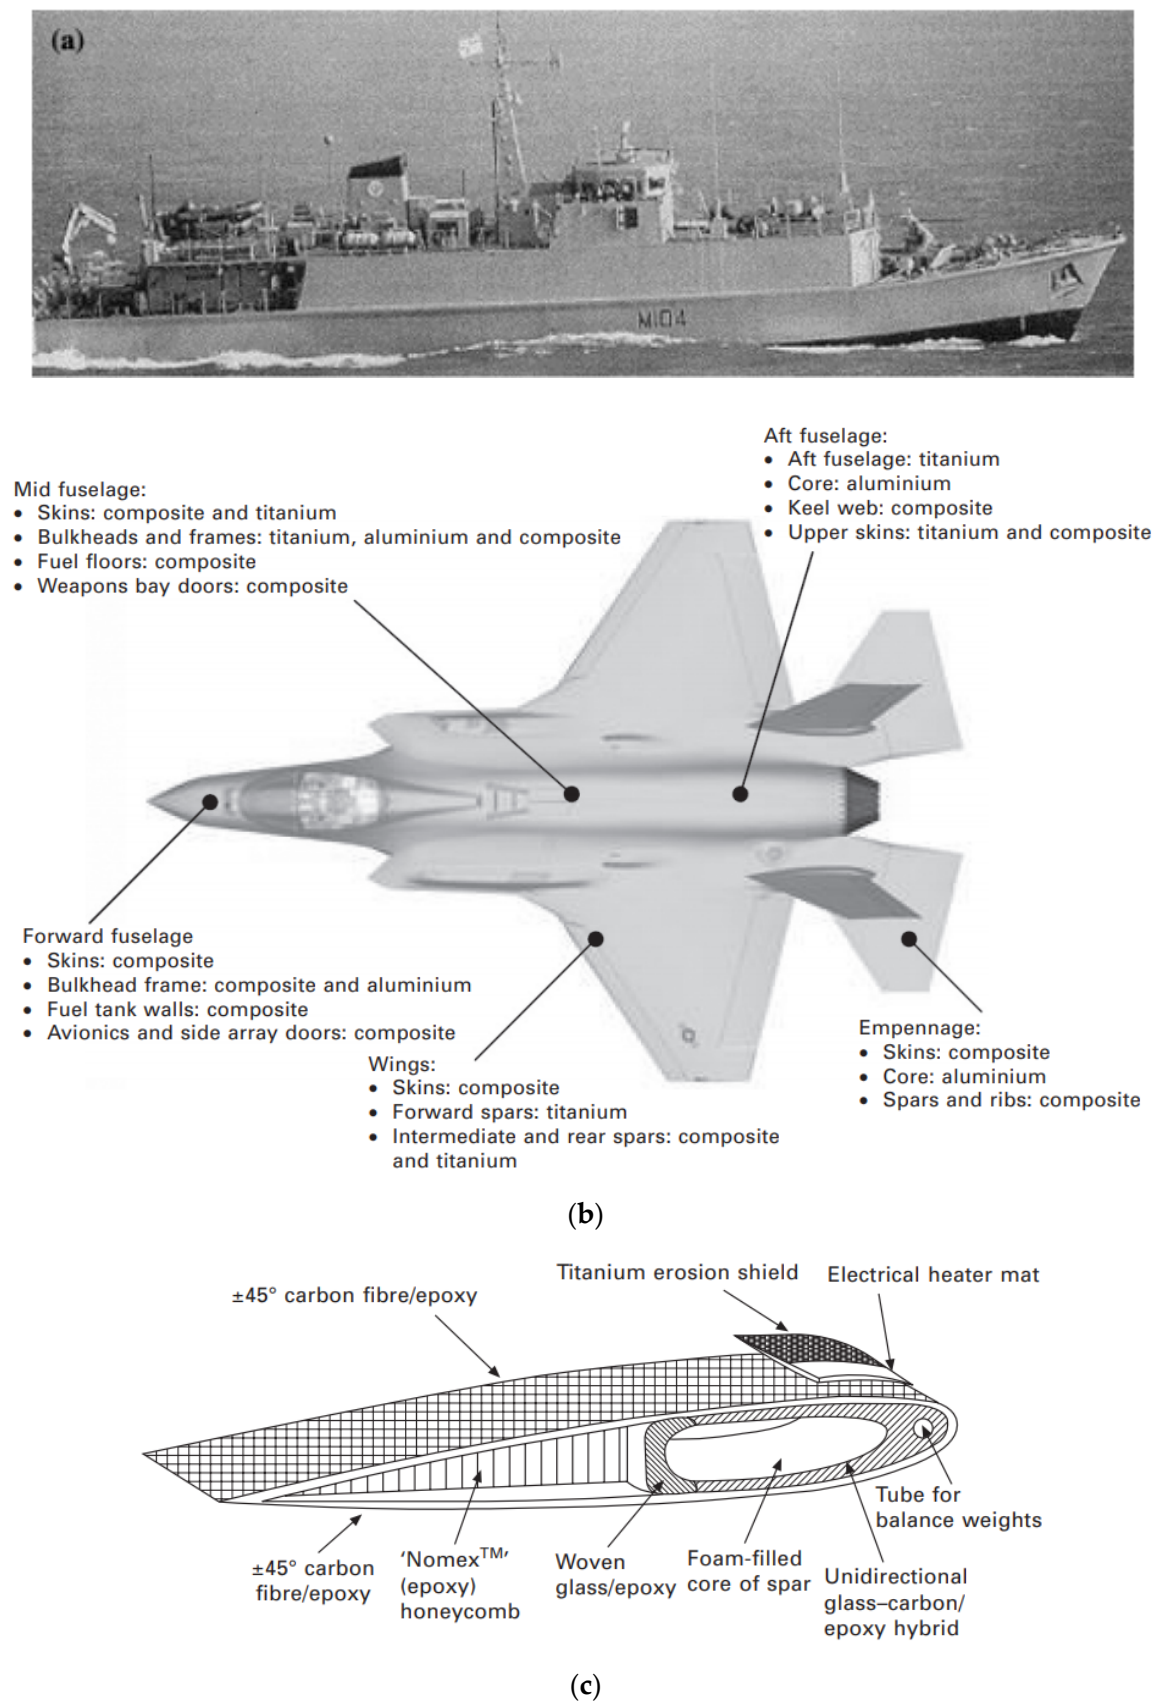 (a)
M104
Aft fuselage:
• Aft fuselage: titanium
• Core: aluminium
• Keel web: composite
• Upper skins: titanium and composite
Mid fuselage:
• Skins: composite and titanium
• Bulkheads and frames: titanium, aluminium and composite
• Fuel floors: composite
• Weapons bay doors: composite
Forward fuselage
• Skins: composite
• Bulkhead frame: composite and aluminium
• Fuel tank walls: composite
• Avionics and side array doors: composite
Wings:
• Skins: composite
• Forward spars: titanium
• Intermediate and rear spars: composite
and titanium
Empennage:
• Skins: composite
• Core: aluminium
• Spars and ribs: composite
(b)
Titanium erosion shield
Electrical heater mat
±45° carbon fibre/epoxy
Tube for
balance weights
±45° carbon
fibre/epoxy
‘Nomex™’
(epoxy)
honeycomb
Woven
glass/epoxy
Foam-filled
core of spar
Unidirectional
glass–carbon/
epoxy hybrid
(c)